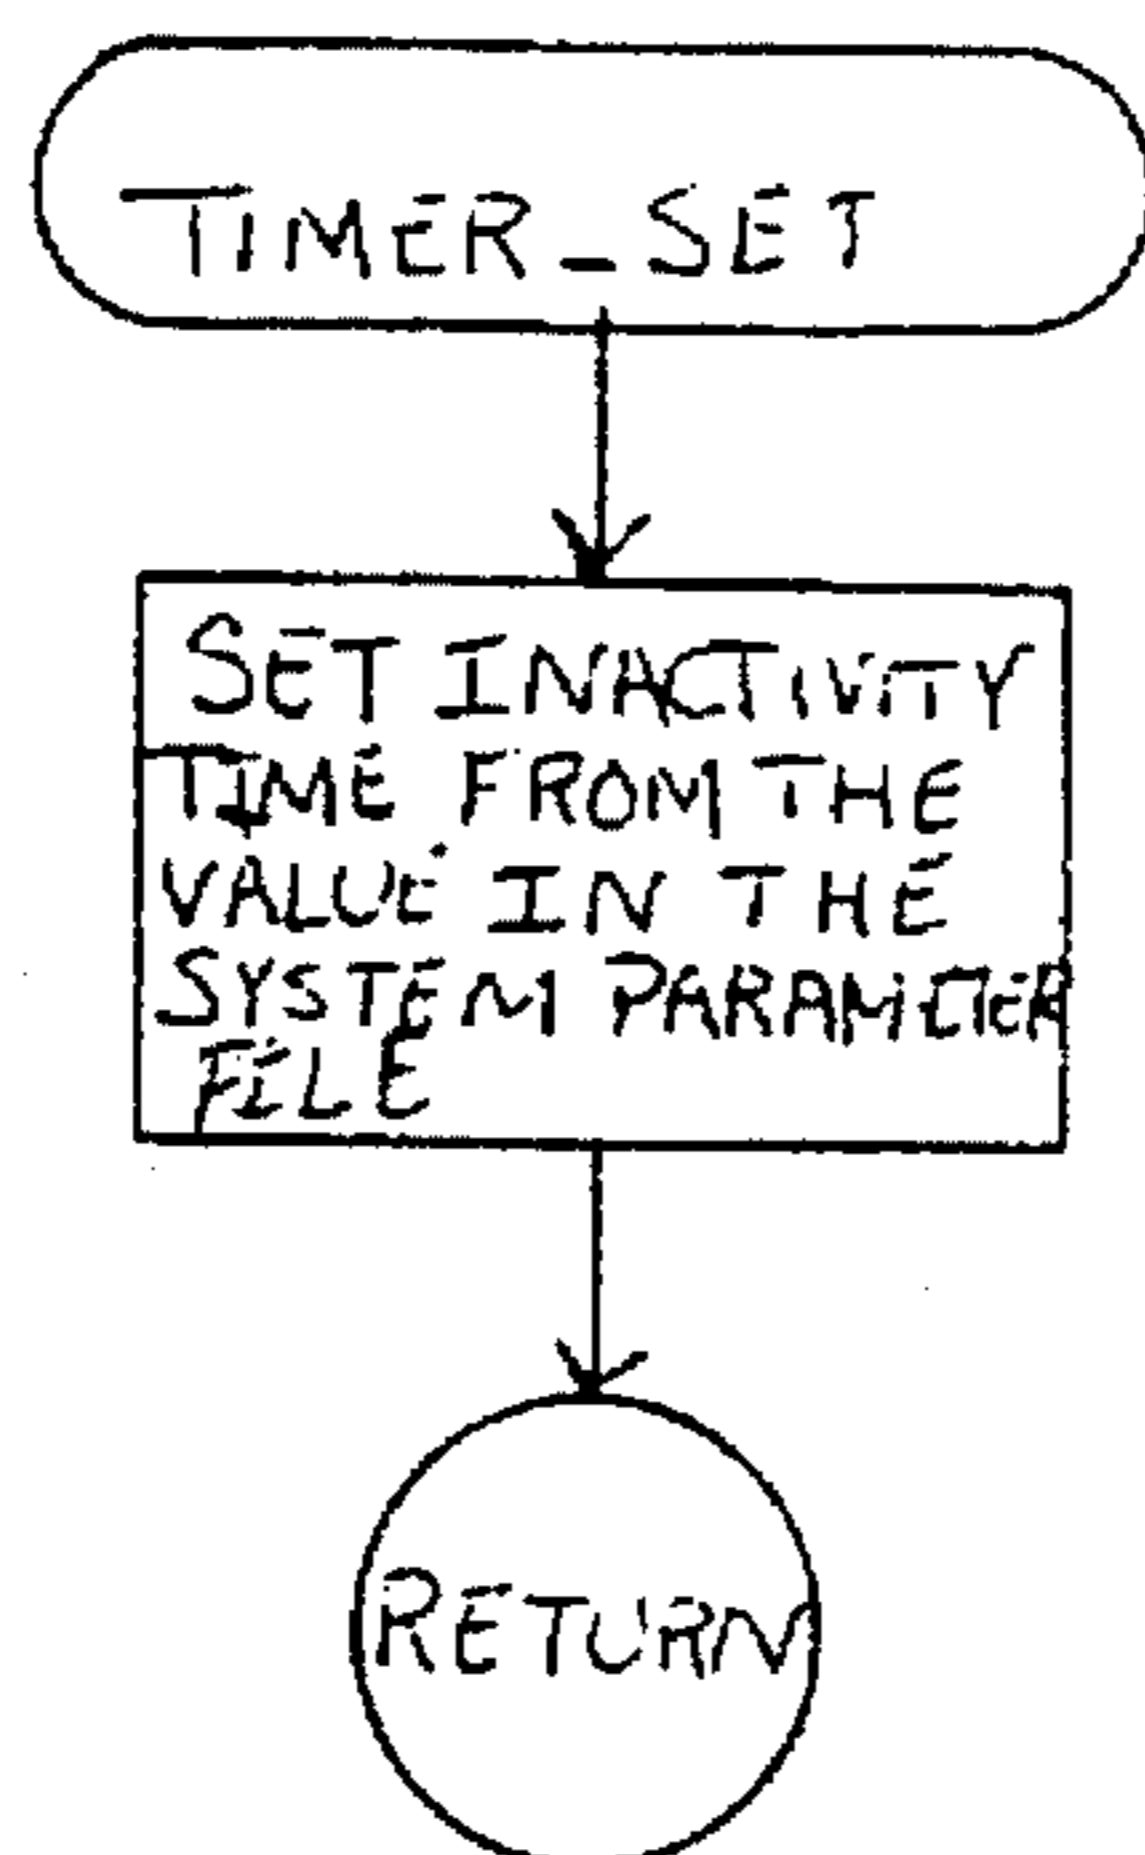 TIMER_SET
SET INACTIVITY
TIME FROM THE
VALUE IN THE
SYSTEM PARAMETER
FILE
RETURN